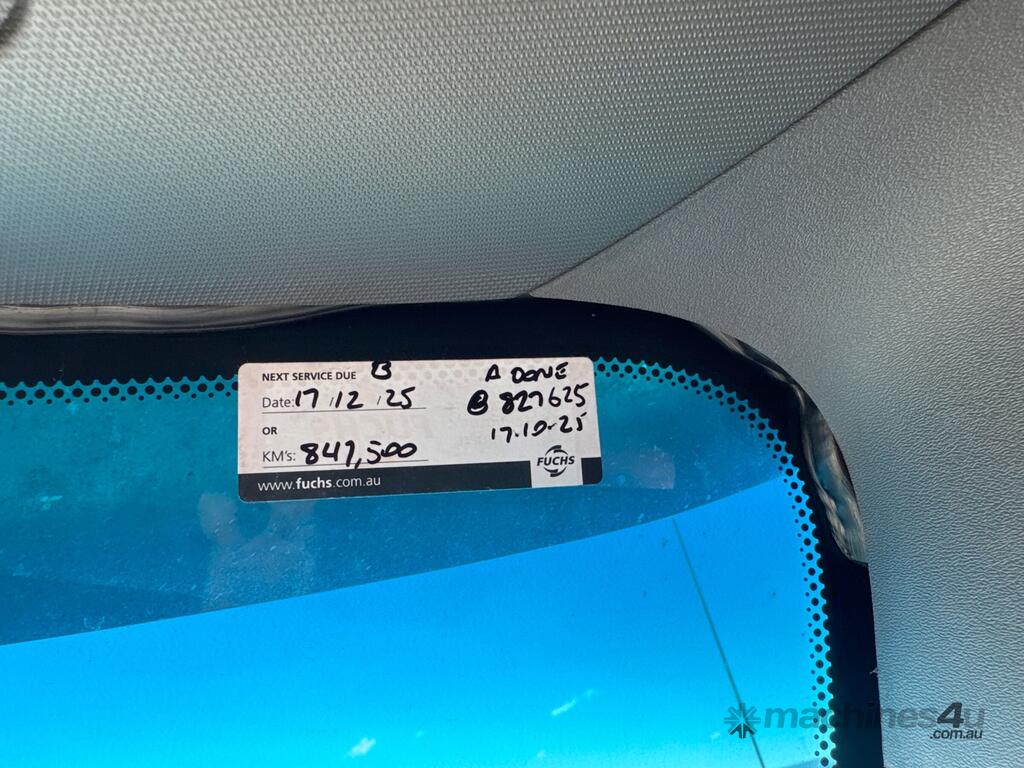 NEXT SERVICE DUE B
Date: 17 / 12 / 25
OR
KM's: 847,500
A DONE
@ 827625
17.10.25
FUCHS
www.fuchs.com.au
machines4u
.com.au